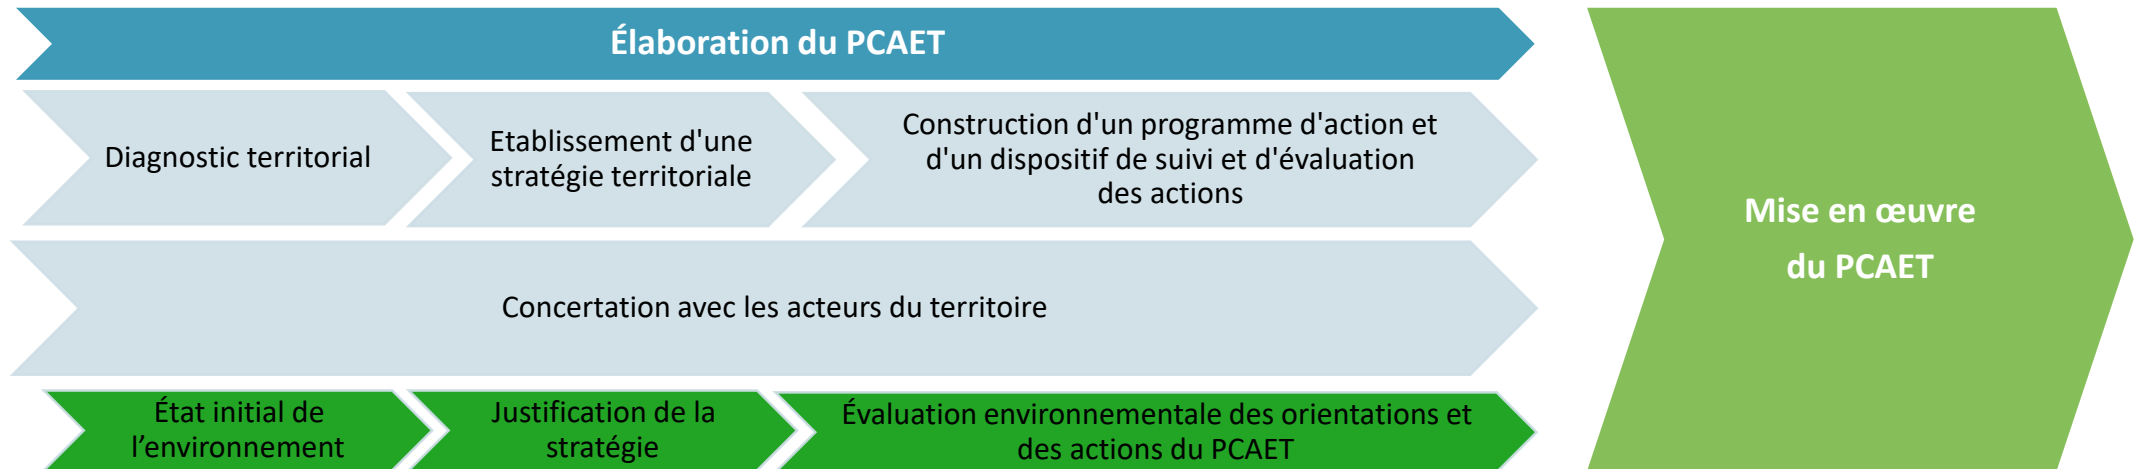 Élaboration du PCAET
Diagnostic territorial
Etablissement d'une
stratégie territoriale
Construction d'un programme d'action et
d'un dispositif de suivi et d'évaluation
des actions
Concertation avec les acteurs du territoire
État initial de
l’environnement
Justification de la
stratégie
Évaluation environnementale des orientations et
des actions du PCAET
Mise en œuvre
du PCAET